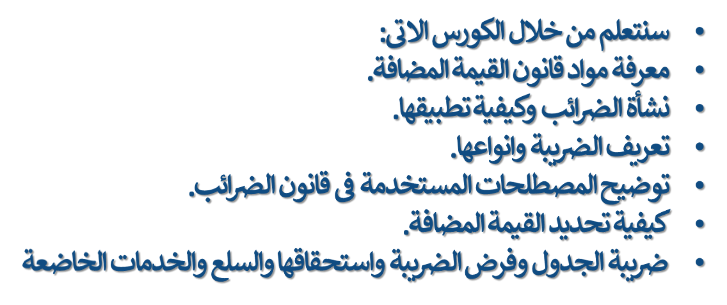 • سنتعلم من خلال الكورس الاتى:
• معرفة مواد قانون القيمة المضافة.
• نشأة الضرائب وكيفية تطبيقها.
• تعريف الضريبة وانواعها.
• توضيح المصطلحات المستخدمة فى قانون الضرائب.
• كيفية تحديد القيمة المضافة.
• ضريبة الجدول وفرض الضريبة واستحقاقها والسلع والخدمات الخاضعة